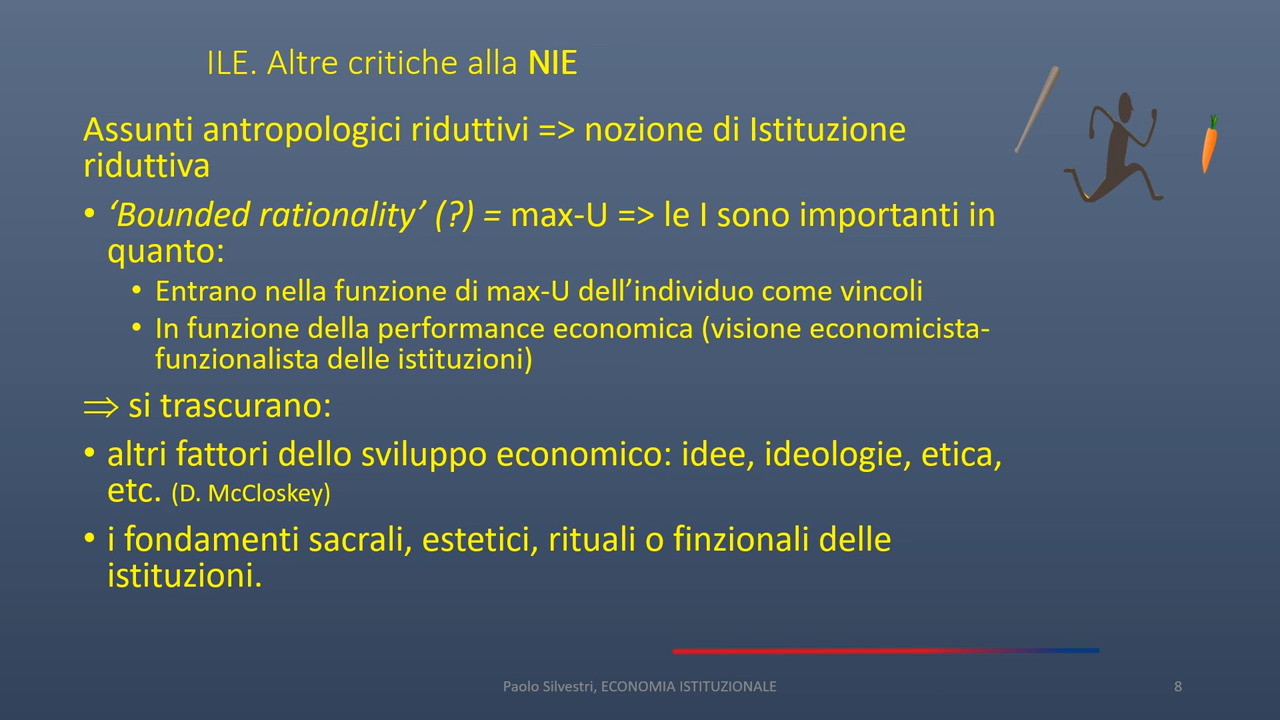 ILE. Altre critiche alla NIE
Assunti antropologici riduttivi => nozione di Istituzione
riduttiva
• ‘Bounded rationality’ (?) = max-U => le I sono importanti in
quanto:
• Entrano nella funzione di max-U dell’individuo come vincoli
• In funzione della performance economica (visione economicista-
funzionalista delle istituzioni)
⇒ si trascurano:
• altri fattori dello sviluppo economico: idee, ideologie, etica,
etc. (D. McCloskey)
• i fondamenti sacrali, estetici, rituali o finzionali delle
istituzioni.
Paolo Silvestri, ECONOMIA ISTITUZIONALE
8